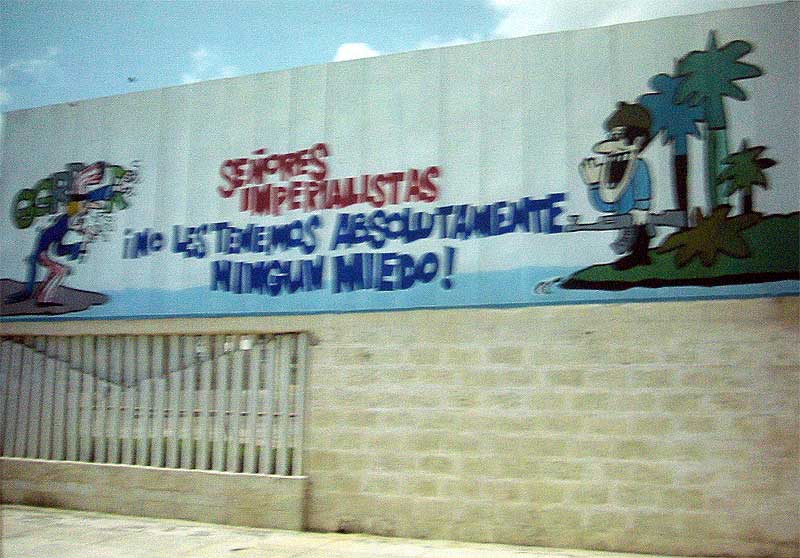 SEÑORES
IMPERIALISTAS
¡NO LES TENEMOS ABSOLUTAMENTE
NINGUN MIEDO!